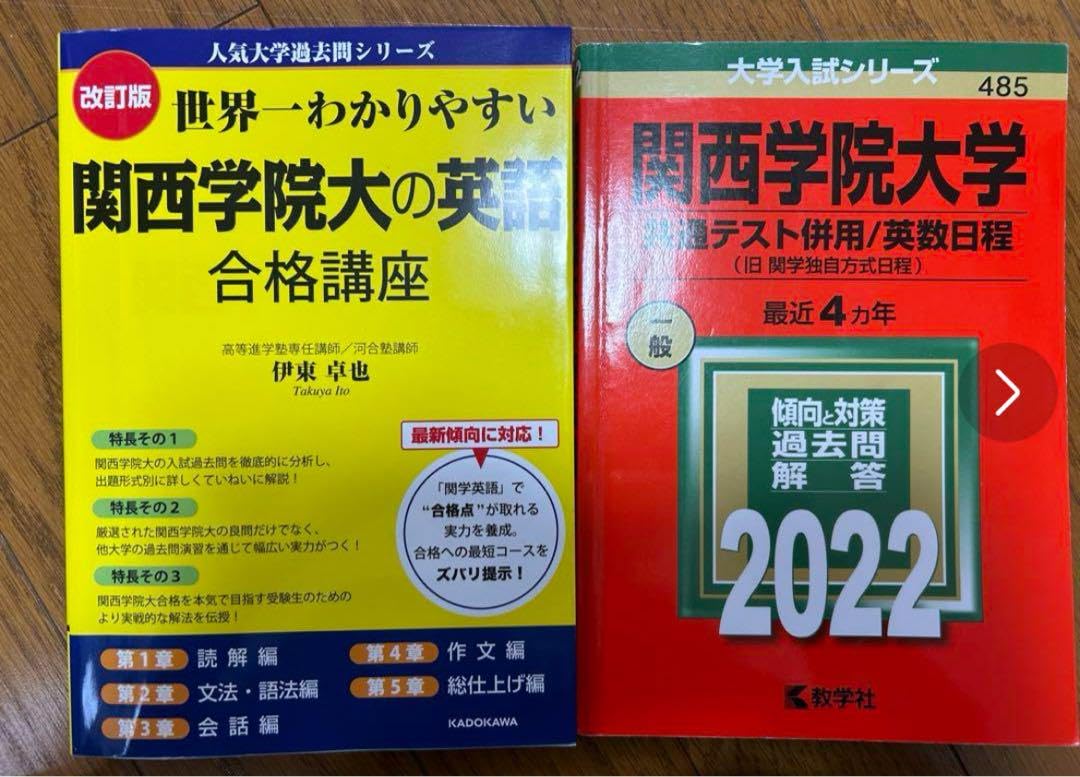 人気大学過去問シリーズ
改訂版
世界一わかりやすい
関西学院大の英語
合格講座
高等進学塾専任講師／河合塾講師
伊東 卓也
Takuya Ito
特長その1
関西学院大の入試過去問を徹底的に分析し、
出題形式別に詳しくていねいに解説！
特長その2
厳選された関西学院大の良問だけでなく、
他大学の過去問演習を通じて幅広い実力がつく！
特長その3
関西学院大合格を本気で目指す受験生のための
より実戦的な解法を伝授！
最新傾向に対応！
「関学英語」で
“合格点”が取れる
実力を養成。
合格への最短コースを
ズバリ提示！
第1章 読解編
第2章 文法・語法編
第3章 会話編
第4章 作文編
第5章 総仕上げ編
KADOKAWA
大学入試シリーズ
485
関西学院大学
共通テスト併用/英数日程
（旧 関学独自方式日程）
最近4カ年
一般
傾向と対策
過去問
解答
2022
教学社